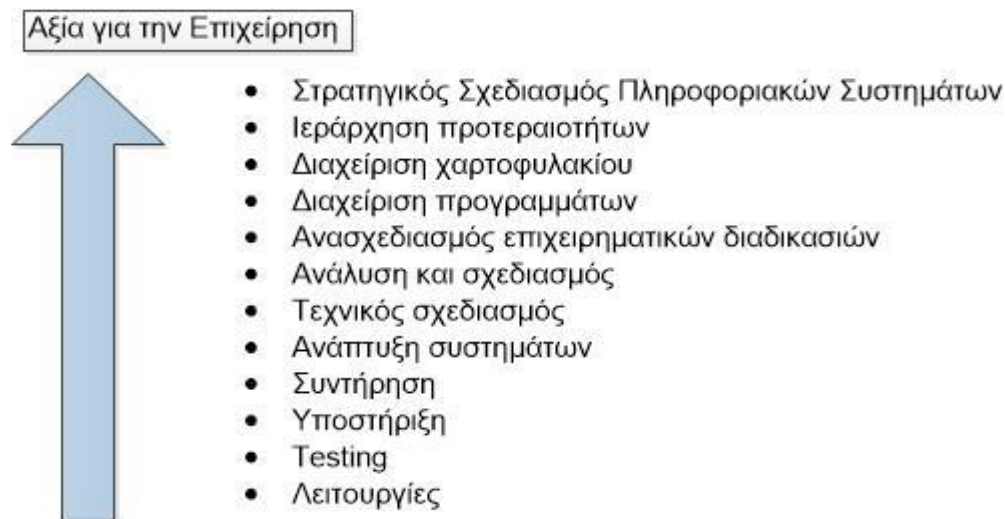 Αξία για την Επιχείρηση
• Στρατηγικός Σχεδιασμός Πληροφοριακών Συστημάτων
• Ιεράρχηση προτεραιοτήτων
• Διαχείριση χαρτοφυλακίου
• Διαχείριση προγραμμάτων
• Ανασχεδιασμός επιχειρηματικών διαδικασιών
• Ανάλυση και σχεδιασμός
• Τεχνικός σχεδιασμός
• Ανάπτυξη συστημάτων
• Συντήρηση
• Υποστήριξη
• Testing
• Λειτουργίες